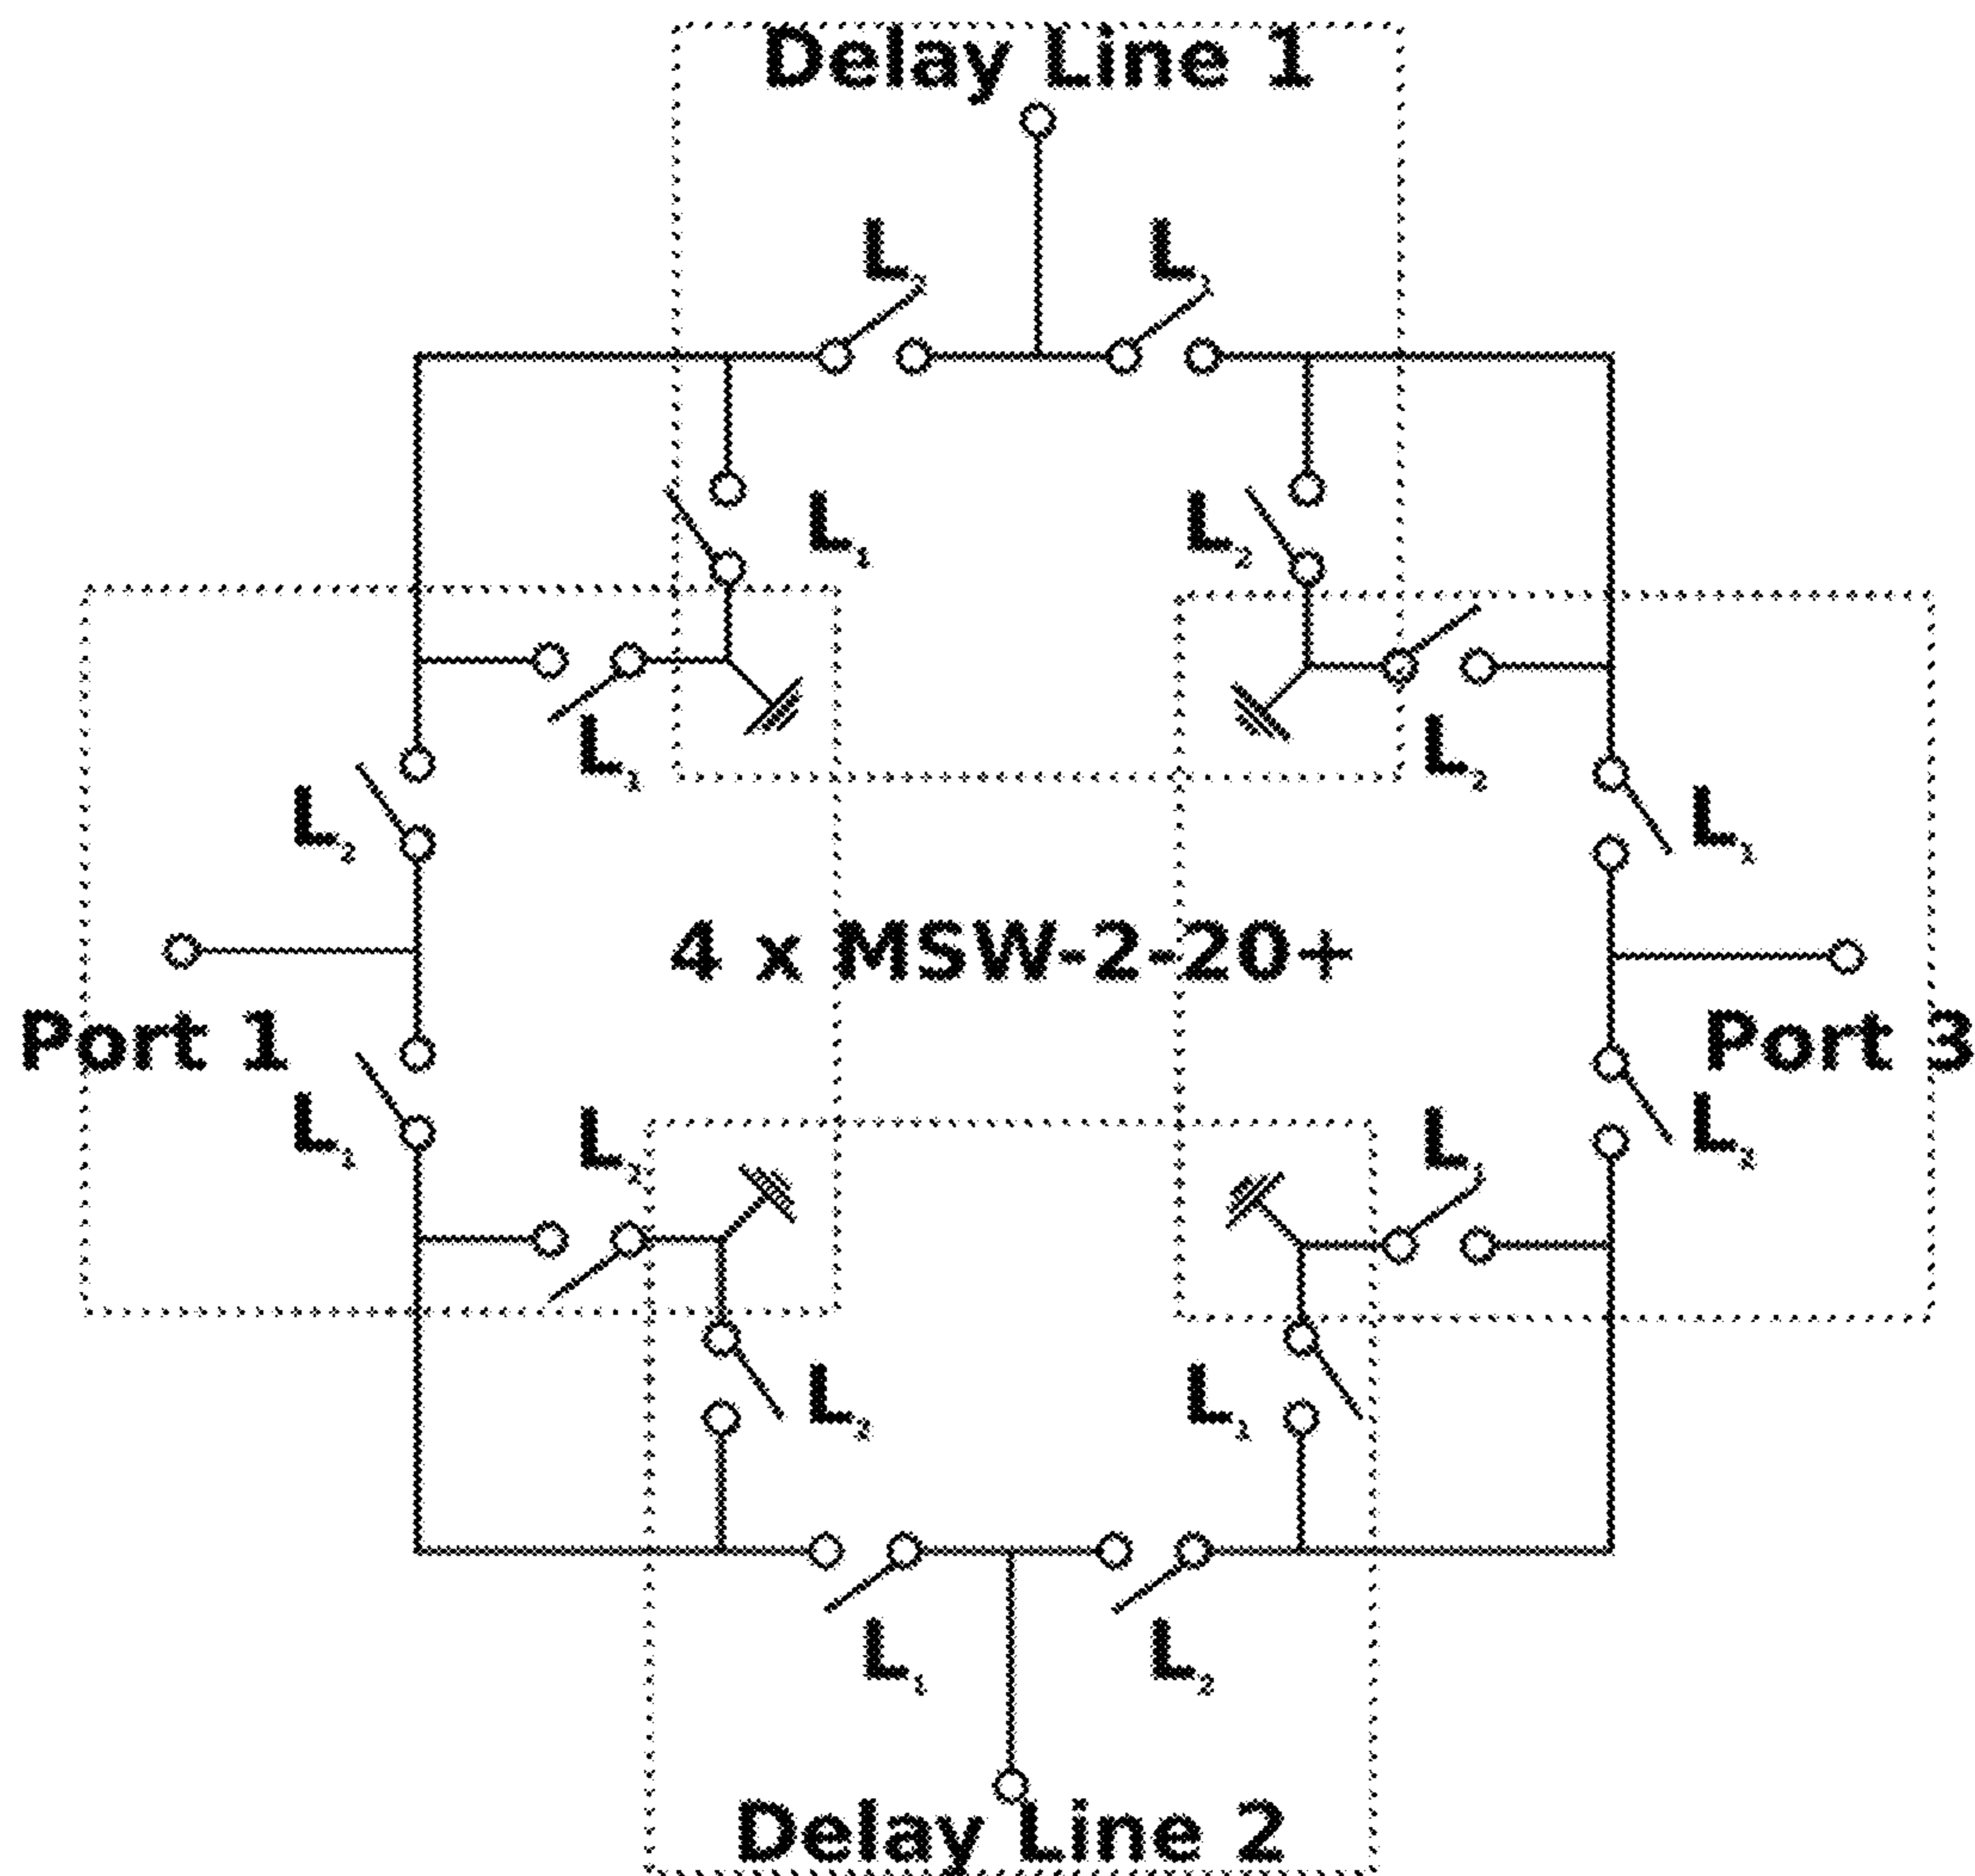 Delay Line 1
L₂ L₁
L₁ L₂
L₁ L₂
L₂ L₁
4 x MSW-2-20+
Port 1 Port 3
L₁ L₂ L₁ L₂
L₂ L₁
L₁ L₂
Delay Line 2